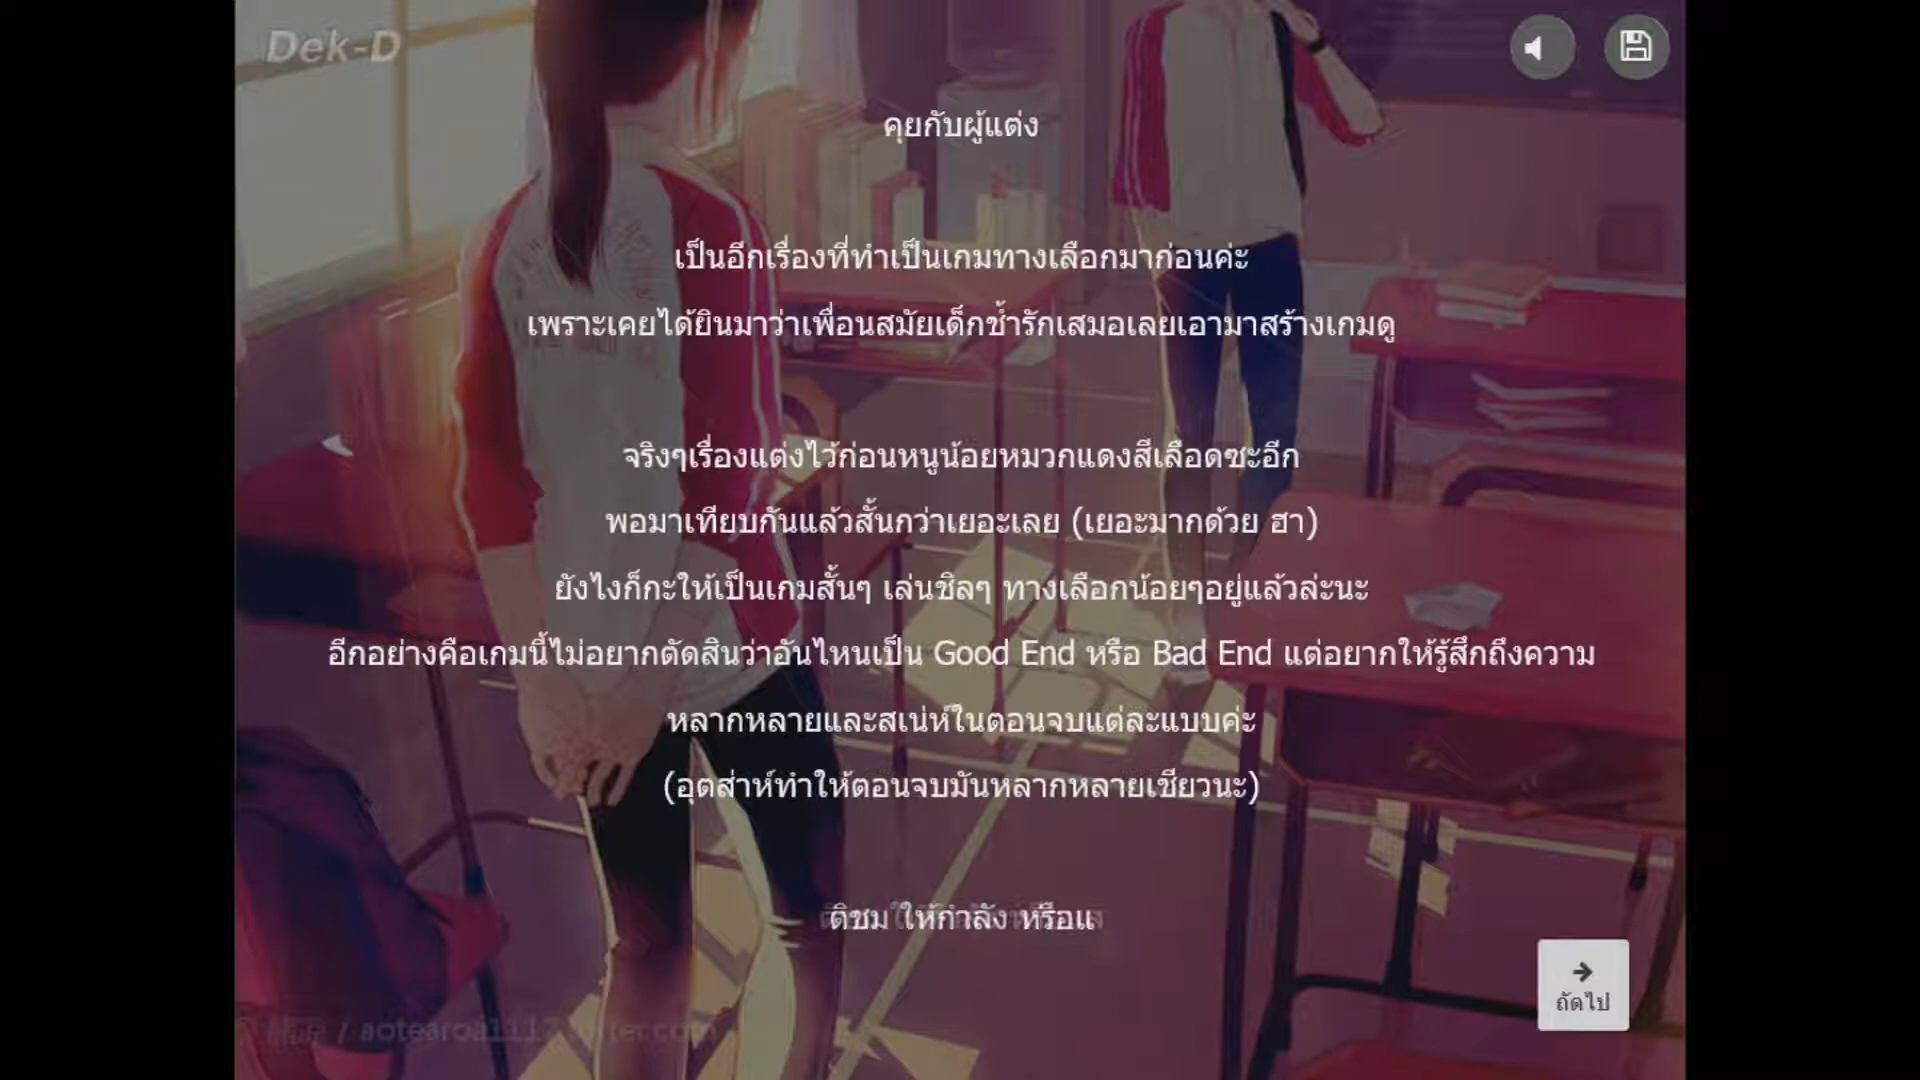 Dek-D
คุยกับผู้แต่ง
เป็นอีกเรื่องที่ทำเป็นเกมทางเลือกมาก่อนค่ะ
เพราะเคยได้ยินมาว่าเพื่อนสมัยเด็กช้ำรักเสมอเลยเอามาสร้างเกมดู
จริงๆเรื่องแต่งไว้ก่อนหนูน้อยหมวกแดงสีเลือดซะอีก
พอมาเทียบกันแล้วสั้นกว่าเยอะเลย (เยอะมากด้วย ฮา)
ยังไงก็กะให้เป็นเกมสั้นๆ เล่นชิลๆ ทางเลือกน้อยๆอยู่แล้วล่ะนะ
อีกอย่างคือเกมนี้ไม่อยากตัดสินว่าอันไหนเป็น Good End หรือ Bad End แต่อยากให้รู้สึกถึงความ
หลากหลายและสเน่ห์ในตอนจบแต่ละแบบค่ะ
(อุตส่าห์ทำให้ตอนจบมันหลากหลายเชียวนะ)
ติชม ให้กำลัง หรือแ
ถัดไป
/ aotearoa1117